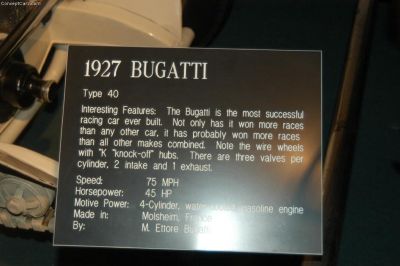 ConceptCarz.com
1927 BUGATTI
Type 40
Interesting Features: The Bugatti is the most successful
racing car ever built. Not only has it won more races
than any other car, it has probably won more races
than all other makes combined. Note the wire wheels
with "K "knock-off" hubs. There are three valves per
cylinder, 2 intake and 1 exhaust.
Speed: 75 MPH
Horsepower: 45 HP
Motive Power: 4-Cylinder, water gasoline engine
Made in: Molsheim, France
By: M. Ettore Bugatti